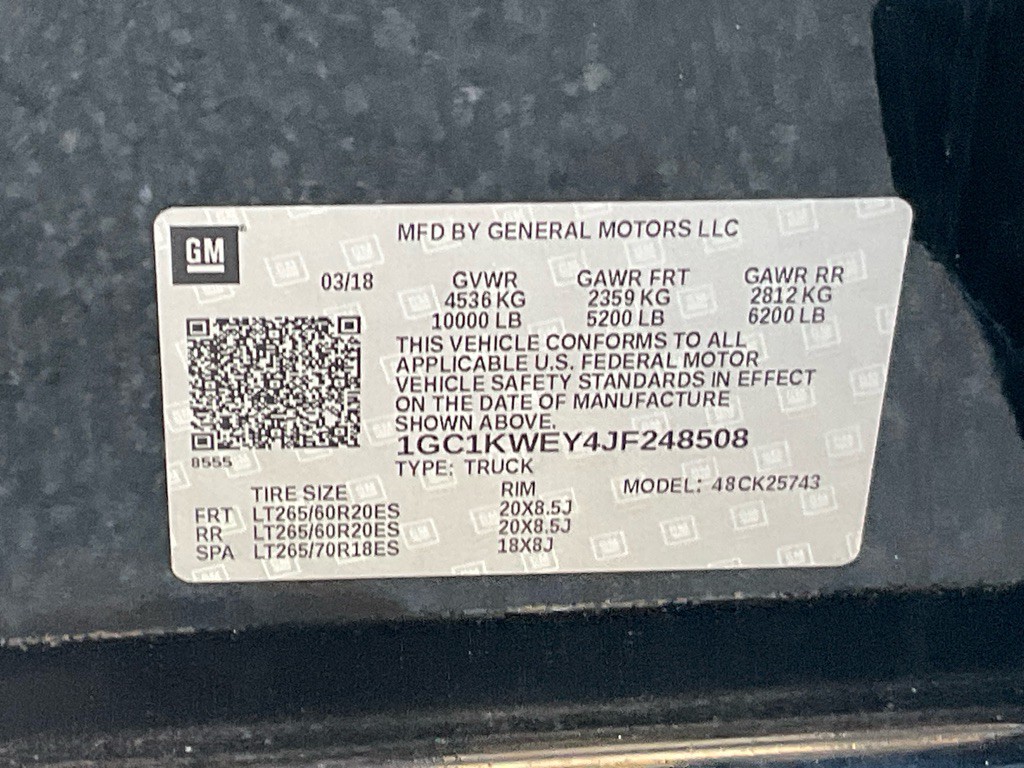 GM
MFD BY GENERAL MOTORS LLC
03/18 GVWR GAWR FRT GAWR RR
4536 KG 2359 KG 2812 KG
10000 LB 5200 LB 6200 LB
THIS VEHICLE CONFORMS TO ALL
APPLICABLE U.S. FEDERAL MOTOR
VEHICLE SAFETY STANDARDS IN EFFECT
ON THE DATE OF MANUFACTURE
SHOWN ABOVE.
1GC1KWEY4JF248508
8555
TYPE: TRUCK
TIRE SIZE RIM MODEL: 48CK25743
FRT LT265/60R20ES 20X8.5J
RR LT265/60R20ES 20X8.5J
SPA LT265/70R18ES 18X8J